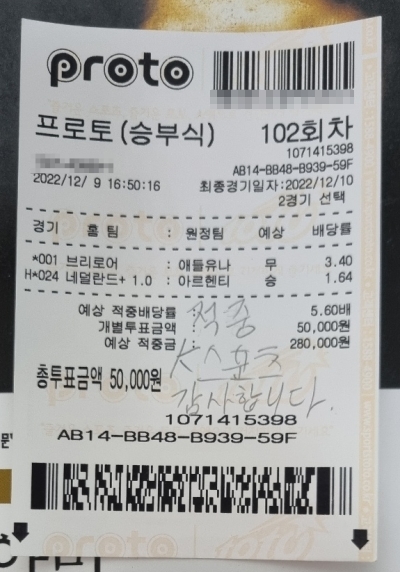 proto
프로토(승부식) 102회차
1071415398
AB14-BB48-B939-59F
2022/12/ 9 16:50:16 최종경기일자:2022/12/10
2경기 선택
경기 홈팀 : 원정팀 예상 배당률
*001 브리로어 : 애들유나 무 3.40
H*024 네덜란드+ 1.0 : 아르헨티 승 1.64
예상 적중배당률 5.60배
개별투표금액 50,000원
예상 적중금 280,000원
적중
K스포츠
감사합니다.
총투표금액 50,000원
1071415398
AB14-BB48-B939-59F
proto